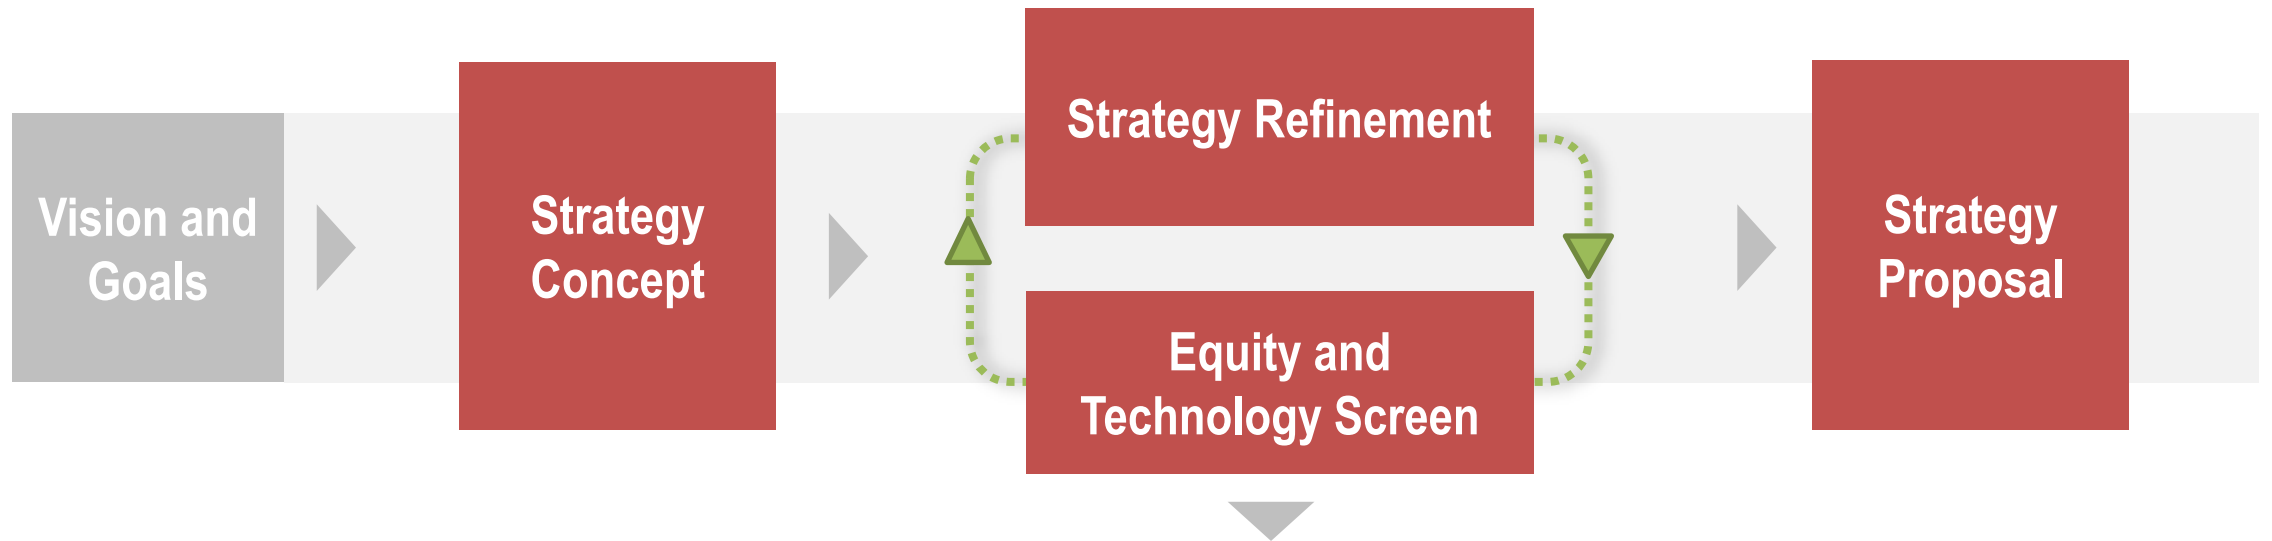 Vision and
Goals
Strategy
Concept
Strategy Refinement
Equity and
Technology Screen
Strategy
Proposal